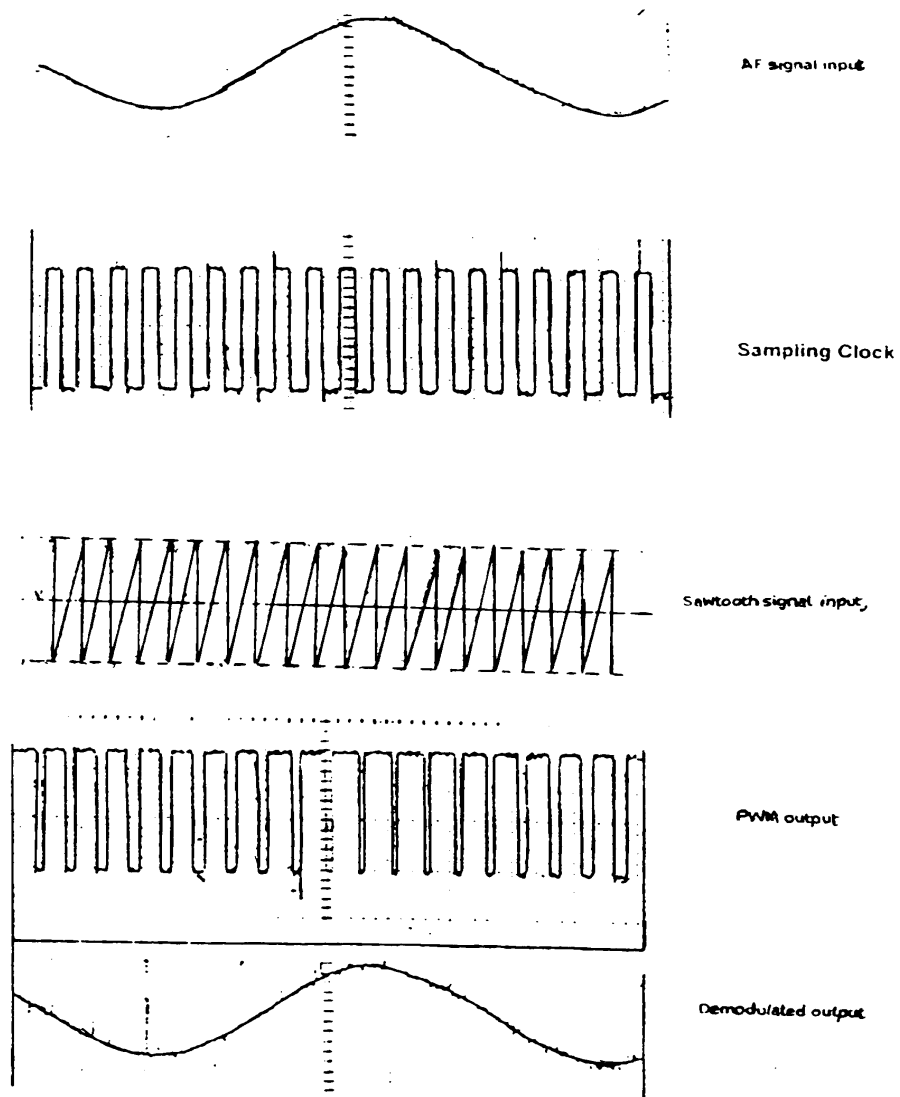 AF signal input
Sampling Clock
Sawtooth signal input,
PWM output
Demodulated output